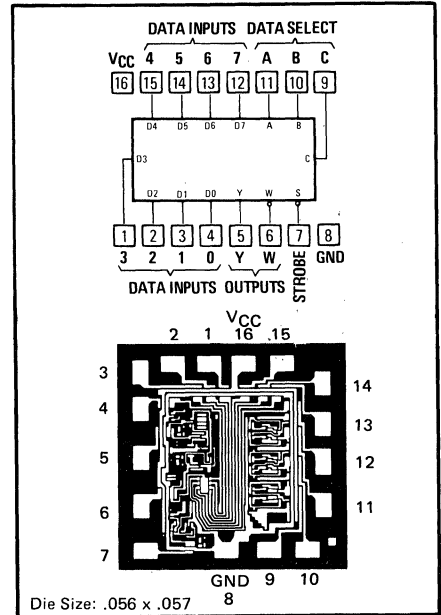 DATA INPUTS DATA SELECT
VCC 4 5 6 7 A B C
16 15 14 13 12 11 10 9
D4 D5 D6 D7 A B
D3 C
D2 D1 D0 Y W S
1 2 3 4 5 6 7 8
3 2 1 0 Y W STROBE GND
DATA INPUTS OUTPUTS
VCC
2 1 16 15
3
14
4
13
5
12
6
11
7
GND 9 10
8
Die Size: .056 x .057